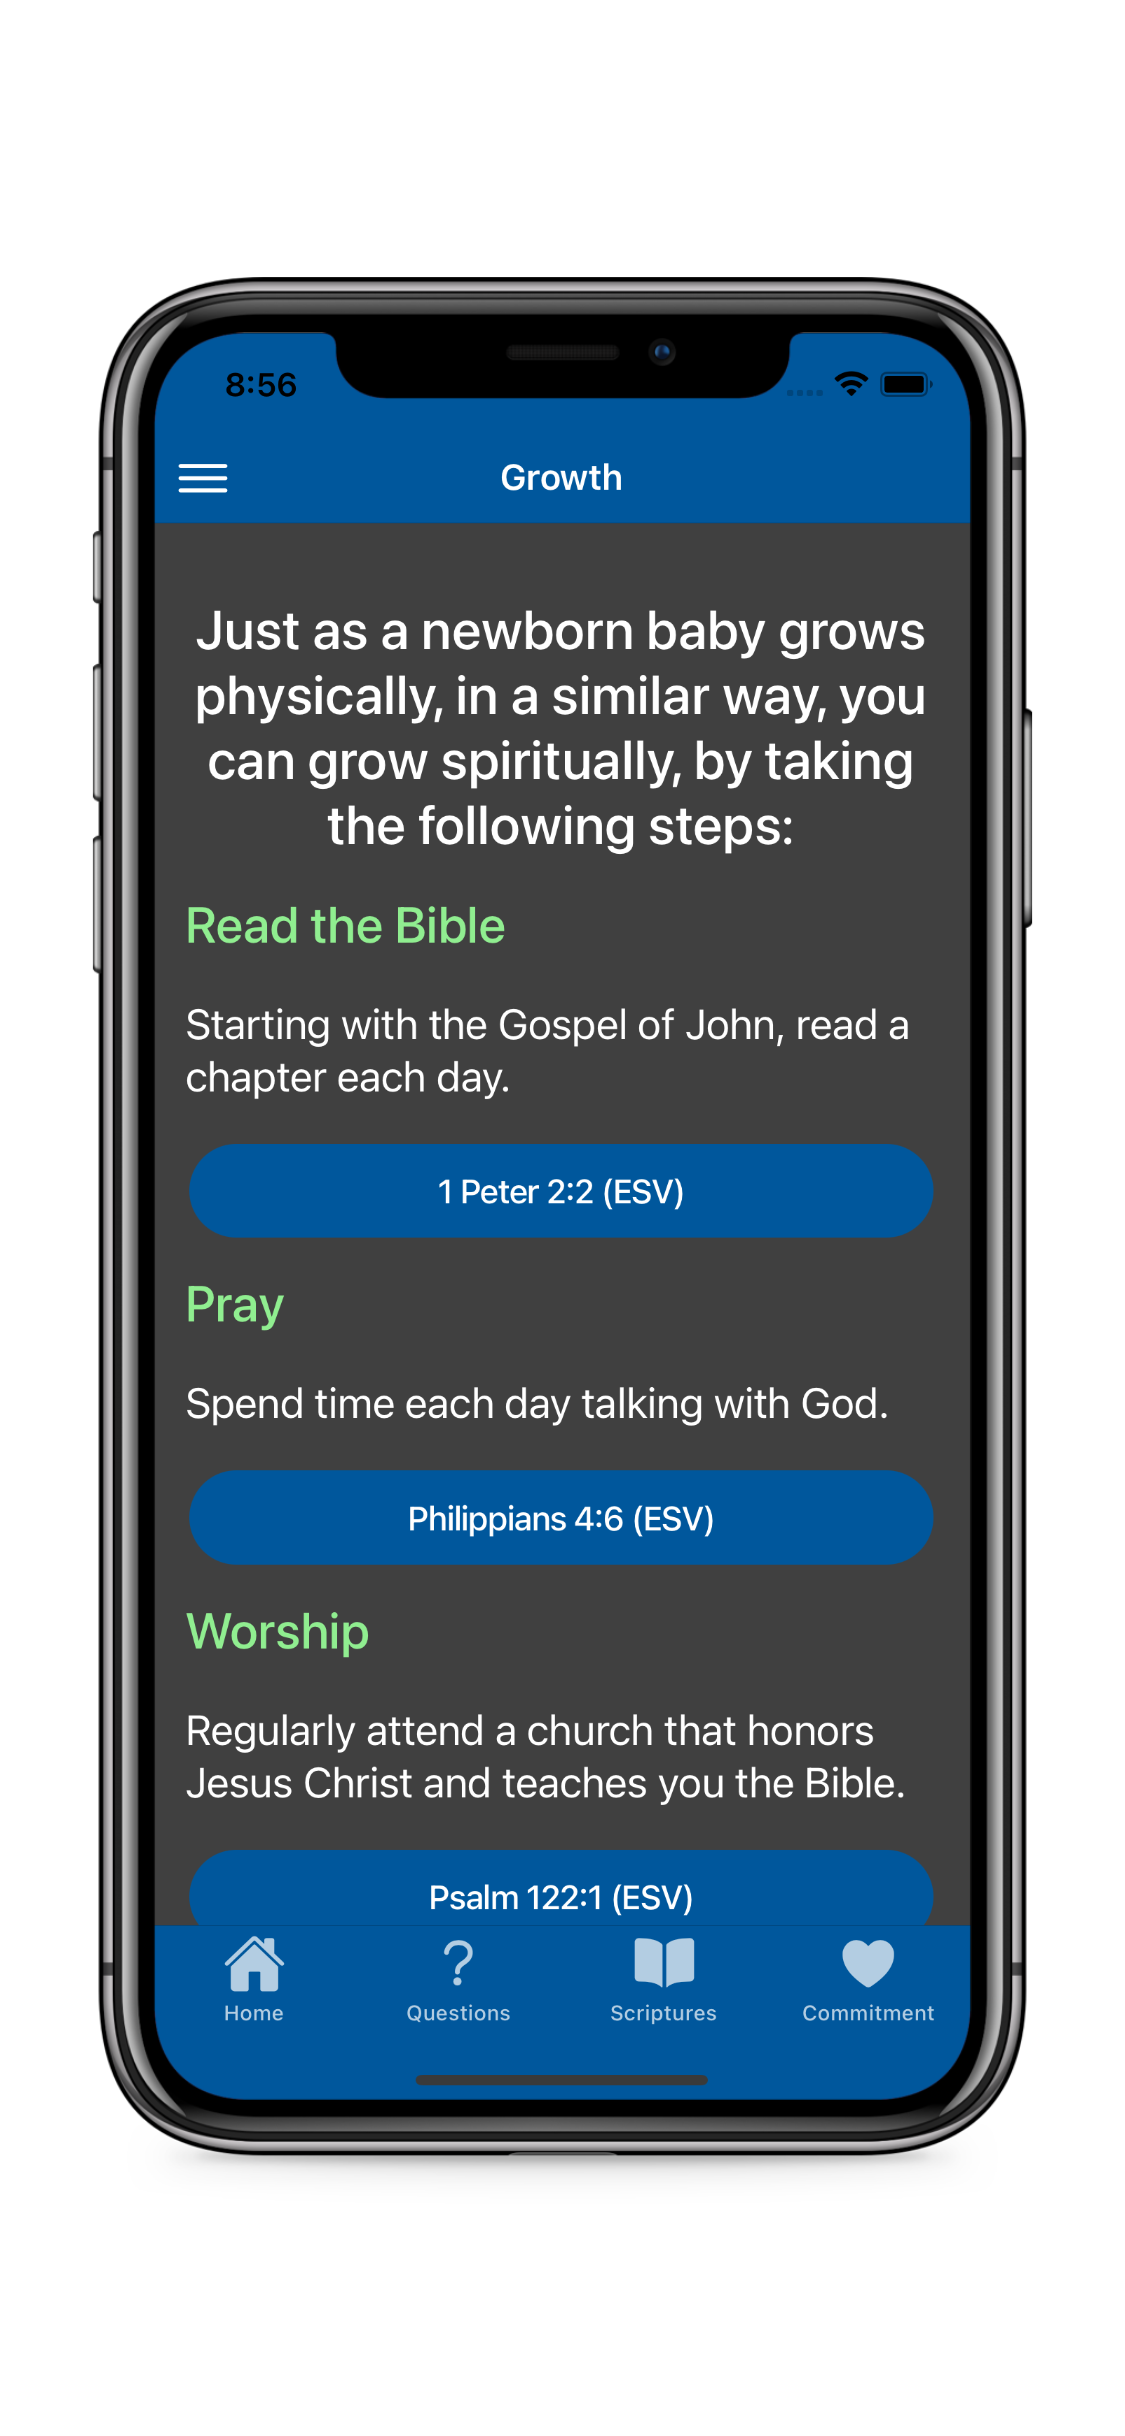 8:56
Growth
Just as a newborn baby grows
physically, in a similar way, you
can grow spiritually, by taking
the following steps:
Read the Bible
Starting with the Gospel of John, read a
chapter each day.
1 Peter 2:2 (ESV)
Pray
Spend time each day talking with God.
Philippians 4:6 (ESV)
Worship
Regularly attend a church that honors
Jesus Christ and teaches you the Bible.
Psalm 122:1 (ESV)
Home
Questions
Scriptures
Commitment